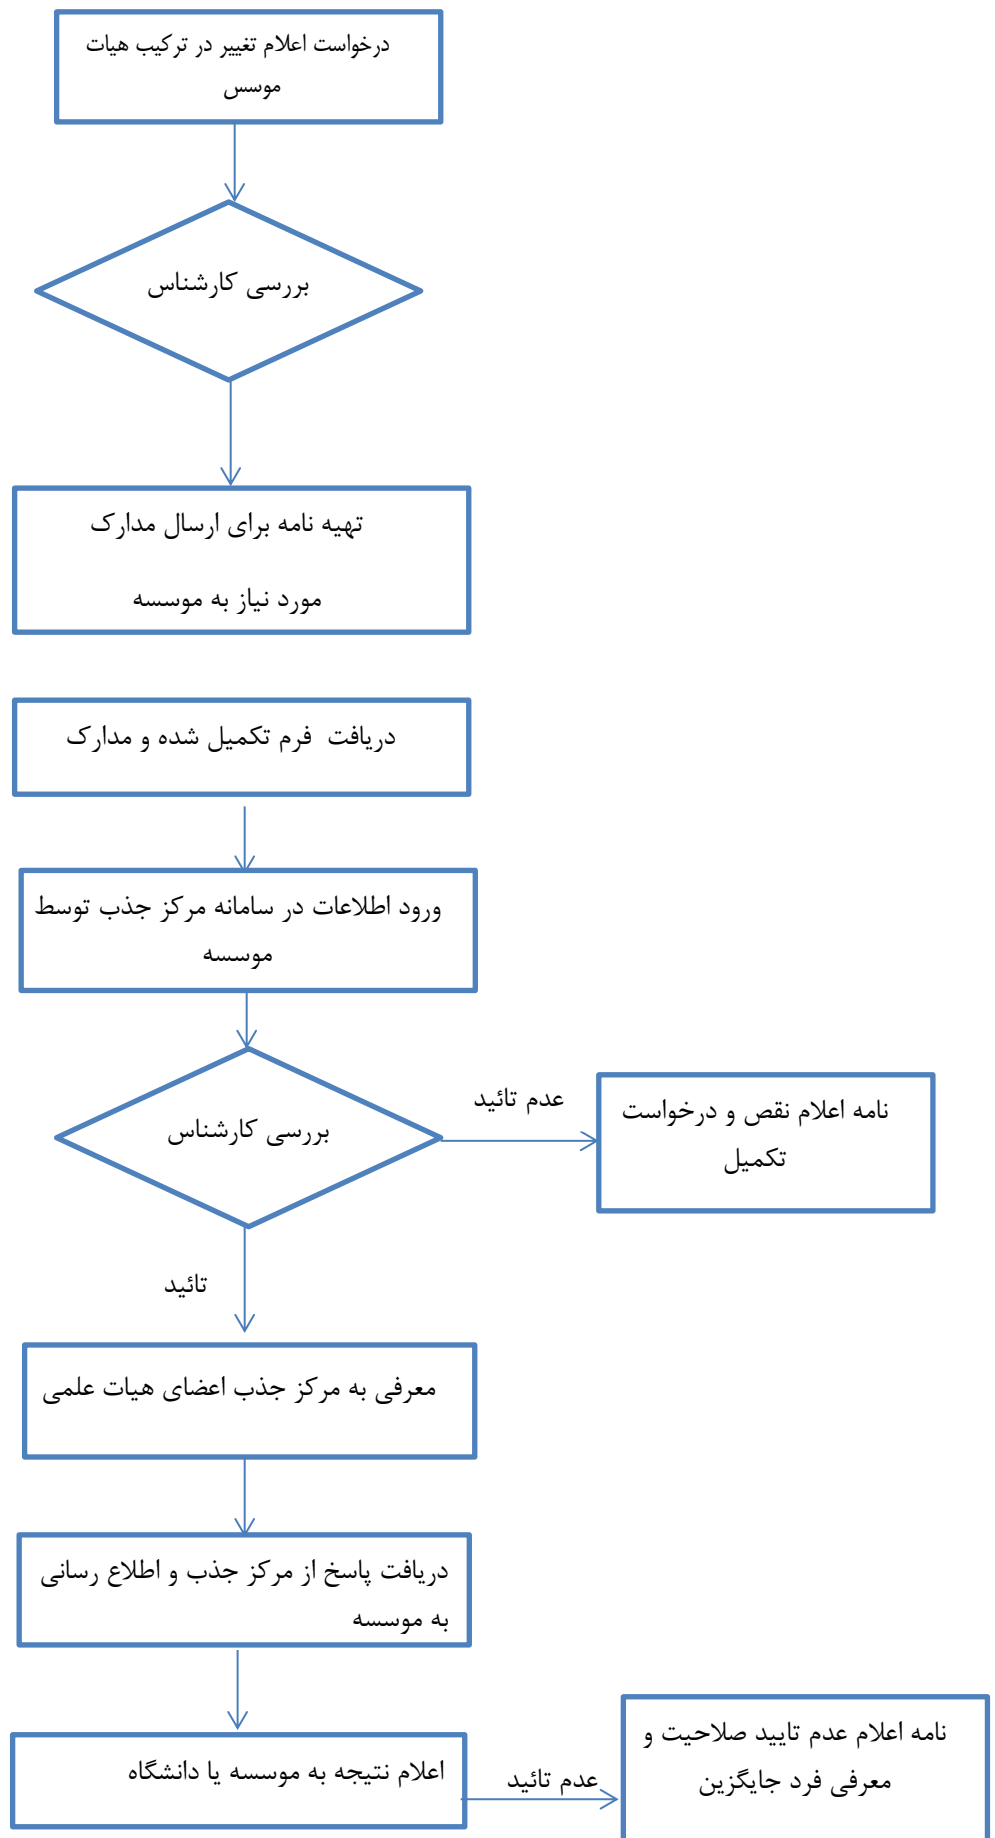 درخواست اعلام تغییر در ترکیب هیات
موسس
بررسی کارشناس
تهیه نامه برای ارسال مدارک
مورد نیاز به موسسه
دریافت فرم تکمیل شده و مدارک
ورود اطلاعات در سامانه مرکز جذب توسط
موسسه
بررسی کارشناس
عدم تائید
نامه اعلام نقص و درخواست
تکمیل
تائید
معرفی به مرکز جذب اعضای هیات علمی
دریافت پاسخ از مرکز جذب و اطلاع رسانی
به موسسه
اعلام نتیجه به موسسه یا دانشگاه
عدم تائید
نامه اعلام عدم تایید صلاحیت و
معرفی فرد جایگزین